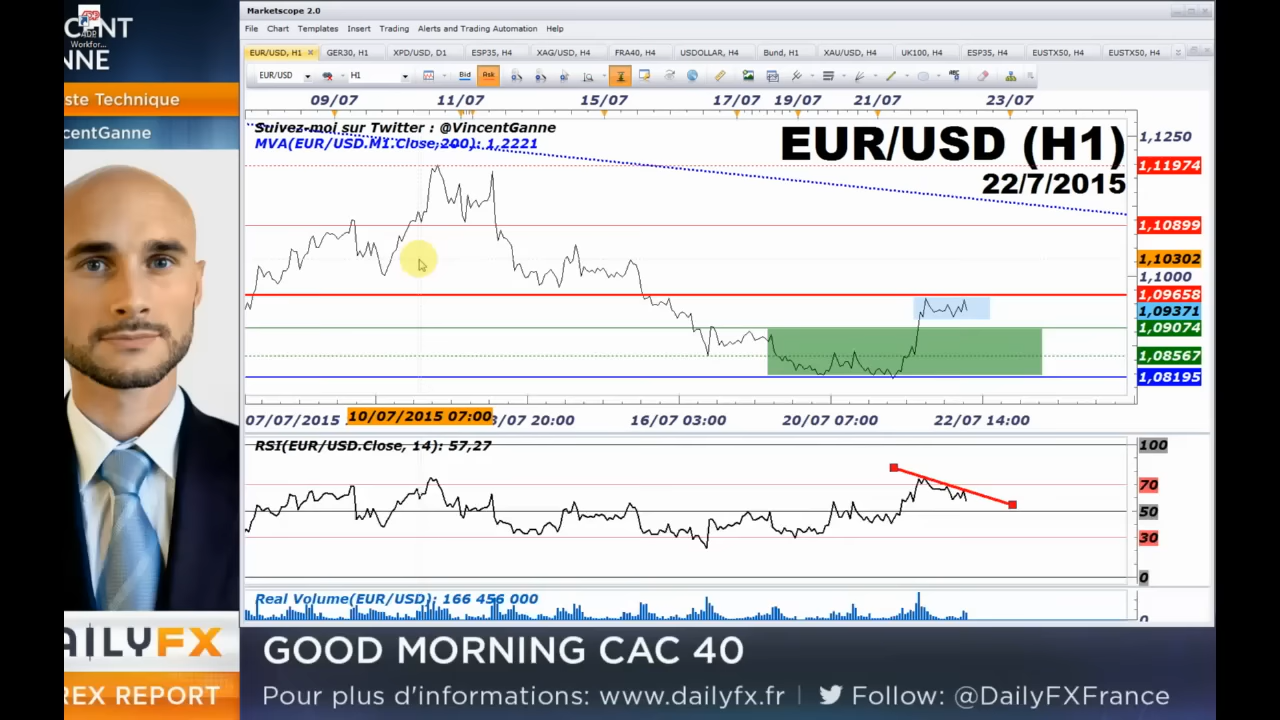 CENT
NNE
ste Technique
centGanne
ADP
Workfor...
Marketscope 2.0
File Chart Templates Insert Trading Alerts and Trading Automation Help
EUR/USD, H1 GER30, H1 XPD/USD, D1 ESP35, H4 XAG/USD, H4 FRA40, H4 USDOLLAR, H4 Bund, H1 XAU/USD, H4 UK100, H4 ESP35, H4 EUSTX50, H4 EUSTX50, H4
EUR/USD H1 Bid Ask
09/07 11/07 15/07 17/07 19/07 21/07 23/07
Suivez-moi sur Twitter : @VincentGanne
MVA(EUR/USD.M1.Close,200): 1,2221
EUR/USD (H1)
22/7/2015
1,1250
1,11974
1,10899
1,10302
1,1000
1,09658
1,09371
1,09074
1,08567
1,08195
07/07/2015 10/07/2015 07:00 3/07 20:00 16/07 03:00 20/07 07:00 22/07 14:00
RSI(EUR/USD.Close, 14): 57,27
100
70
50
30
0
Real Volume(EUR/USD): 166 456 000
0
AILYFX
REX REPORT
GOOD MORNING CAC 40
Pour plus d'informations: www.dailyfx.fr | Follow: @DailyFXFrance